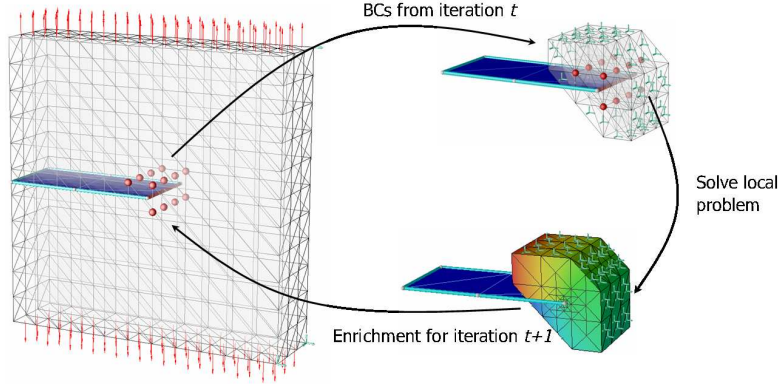 BCs from iteration t
Solve local
problem
Enrichment for iteration t+1